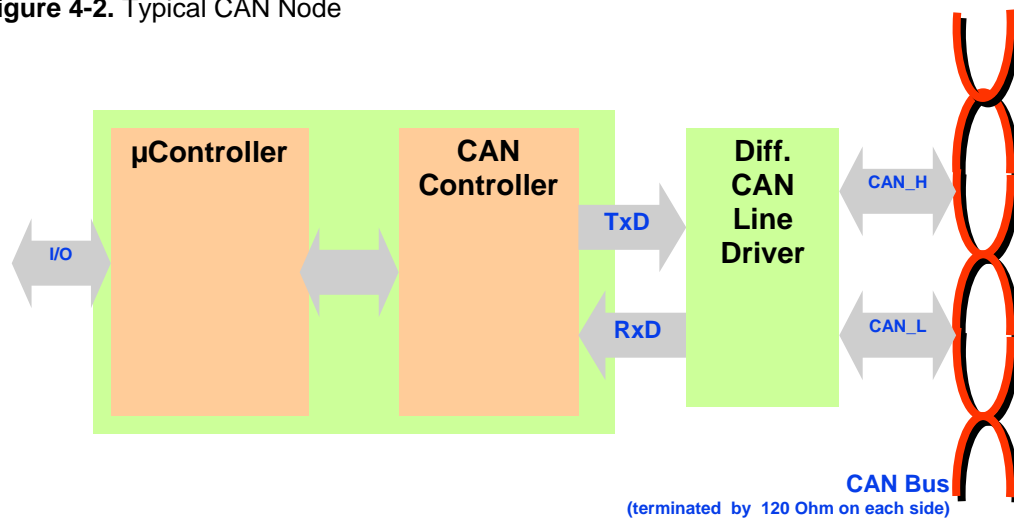 igure 4-2. Typical CAN Node
µController
CAN
Controller
Diff.
CAN
Line
Driver
I/O
TxD
RxD
CAN_H
CAN_L
CAN Bus
(terminated by 120 Ohm on each side)